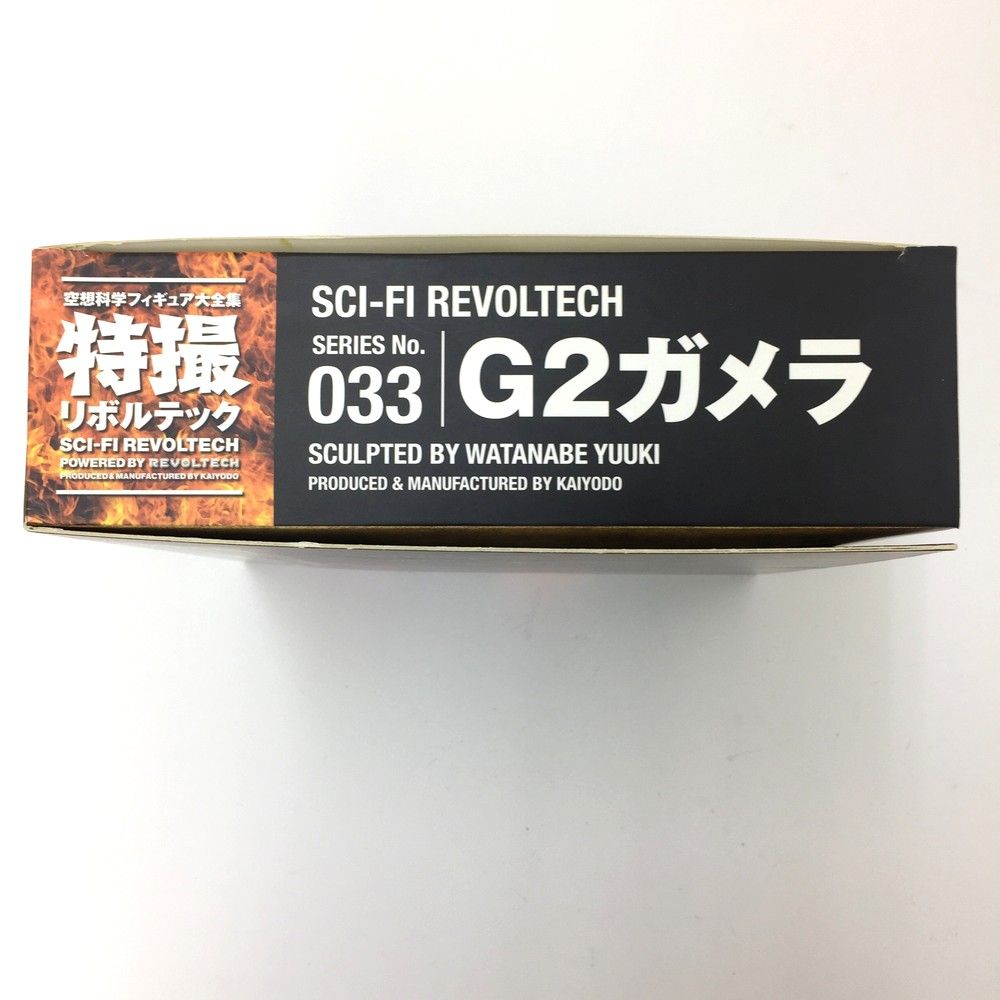 空想科学フィギュア大全集
特撮
リボルテック
SCI-FI REVOLTECH
POWERED BY REVOLTECH
PRODUCED & MANUFACTURED BY KAIYODO
SCI-FI REVOLTECH
SERIES No.
033
G2ガメラ
SCULPTED BY WATANABE YUUKI
PRODUCED & MANUFACTURED BY KAIYODO